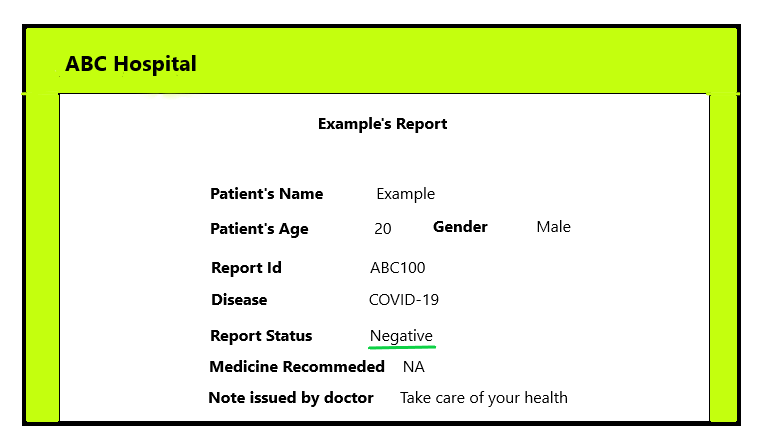 ABC Hospital
Example's Report
Patient's Name Example
Patient's Age 20 Gender Male
Report Id ABC100
Disease COVID-19
Report Status Negative
Medicine Recommeded NA
Note issued by doctor Take care of your health